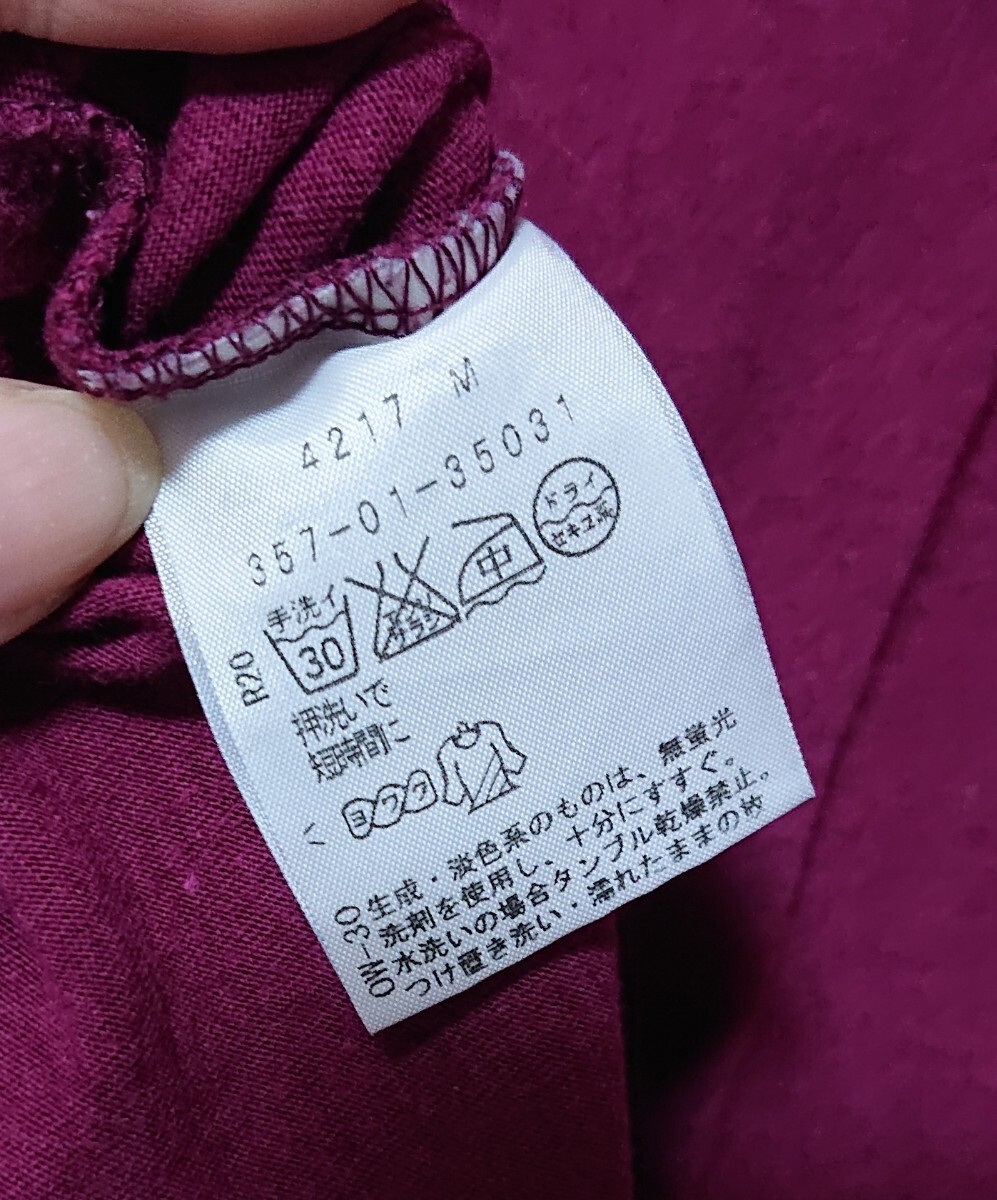 4217 M
357-01-35031
手洗イ
30
中
ドライ
セキユ系
R20
押洗いで
短時間に
ヨワク
OW-30
生成・淡色系のものは、無蛍光
洗剤を使用し、十分にすすぐ。
水洗いの場合タンブル乾燥禁止。
つけ置き洗い・濡れたままの放